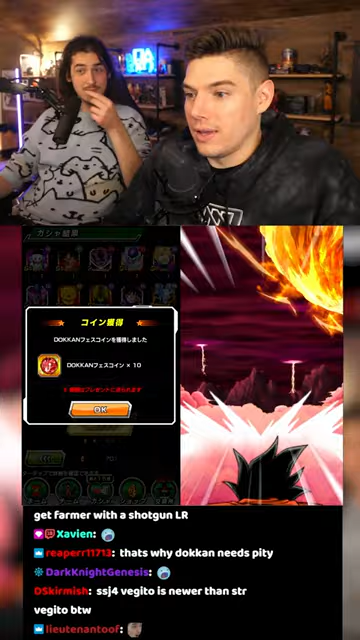 ガシャ結果
コイン獲得
DOKKANフェスコインを獲得しました
DOKKANフェスコイン × 10
OK
get farmer with a shotgun LR
Xavien:
reaperr11713: thats why dokkan needs pity
DarkKnightGenesis:
DSkirmish: ssj4 vegito is newer than str
vegito btw
lieutenantoof: